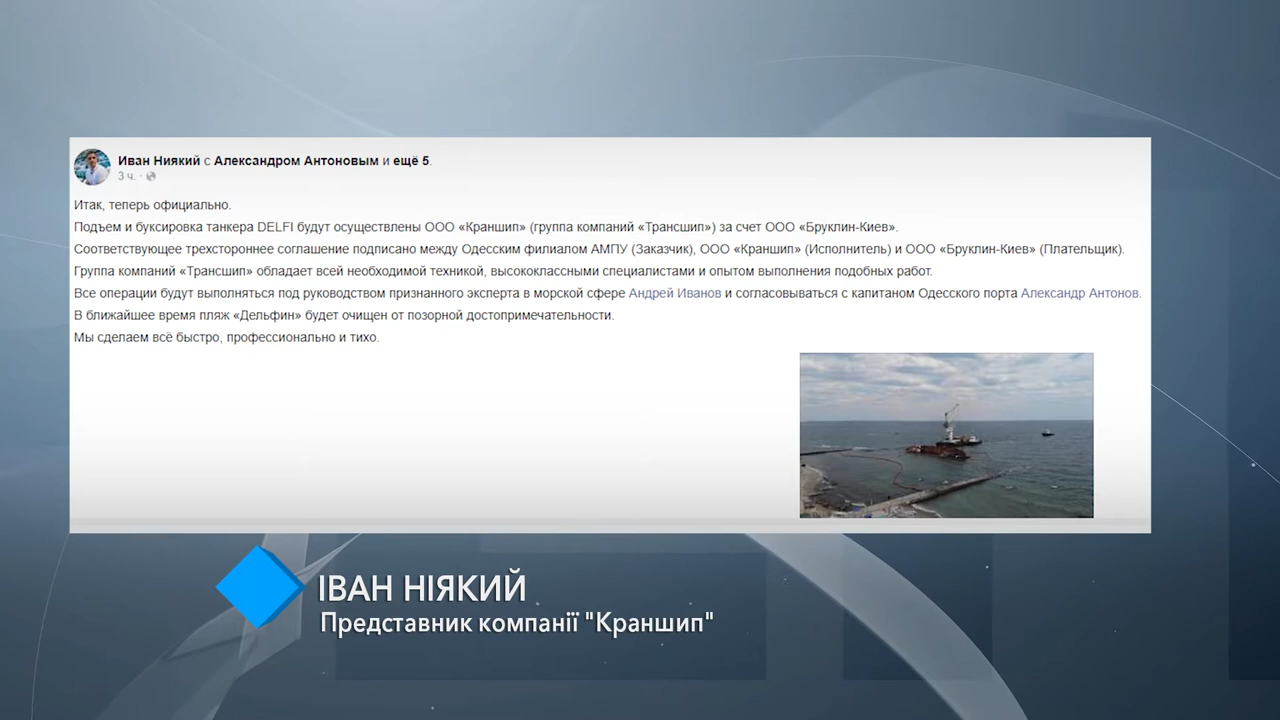 Иван Ниякий с Александром Антоновым и ещё 5.
3 ч. ·
Итак, теперь официально.
Подъем и буксировка танкера DELFI будут осуществлены ООО «Краншип» (группа компаний «Трансшип») за счет ООО «Бруклин-Киев».
Соответствующее трехстороннее соглашение подписано между Одесским филиалом АМПУ (Заказчик), ООО «Краншип» (Исполнитель) и ООО «Бруклин-Киев» (Плательщик).
Группа компаний «Трансшип» обладает всей необходимой техникой, высококлассными специалистами и опытом выполнения подобных работ.
Все операции будут выполняться под руководством признанного эксперта в морской сфере Андрей Иванов и согласовываться с капитаном Одесского порта Александр Антонов.
В ближайшее время пляж «Дельфин» будет очищен от позорной достопримечательности.
Мы сделаем всё быстро, профессионально и тихо.
ІВАН НІЯКИЙ
Представник компанії "Краншип"